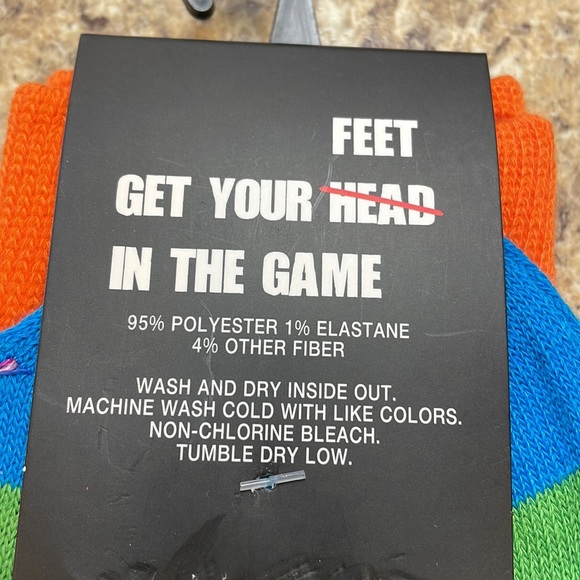 FEET
GET YOUR HEAD
IN THE GAME
95% POLYESTER 1% ELASTANE
4% OTHER FIBER
WASH AND DRY INSIDE OUT.
MACHINE WASH COLD WITH LIKE COLORS.
NON-CHLORINE BLEACH.
TUMBLE DRY LOW.